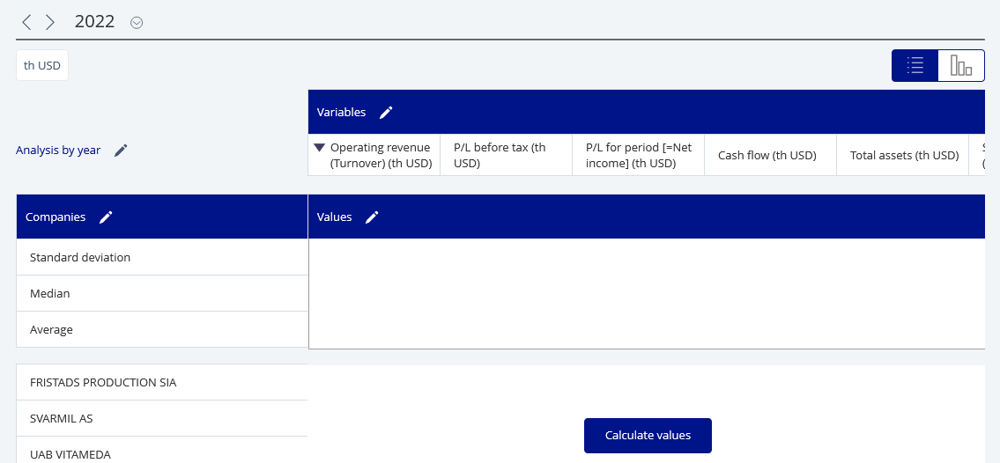 2022
th USD
Variables
Analysis by year
Operating revenue
(Turnover) (th USD)
P/L before tax (th
USD)
P/L for period [=Net
income] (th USD)
Cash flow (th USD)
Total assets (th USD)
Companies
Values
Standard deviation
Median
Average
FRISTADS PRODUCTION SIA
SVARMIL AS
UAB VITAMEDA
Calculate values